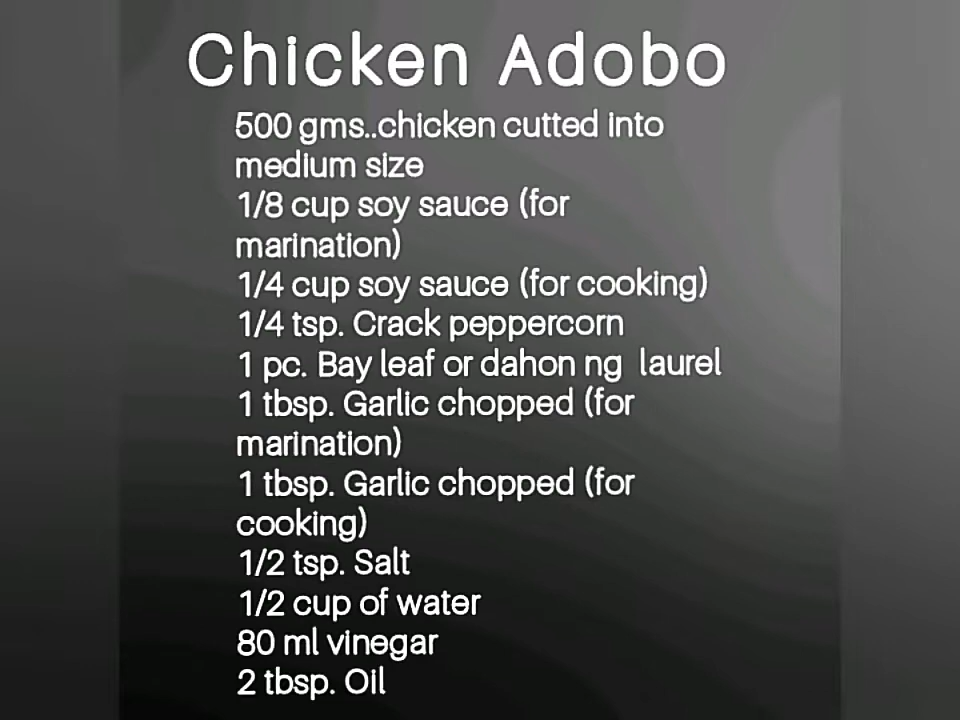 Chicken Adobo
500 gms..chicken cutted into
medium size
1/8 cup soy sauce (for
marination)
1/4 cup soy sauce (for cooking)
1/4 tsp. Crack peppercorn
1 pc. Bay leaf or dahon ng laurel
1 tbsp. Garlic chopped (for
marination)
1 tbsp. Garlic chopped (for
cooking)
1/2 tsp. Salt
1/2 cup of water
80 ml vinegar
2 tbsp. Oil